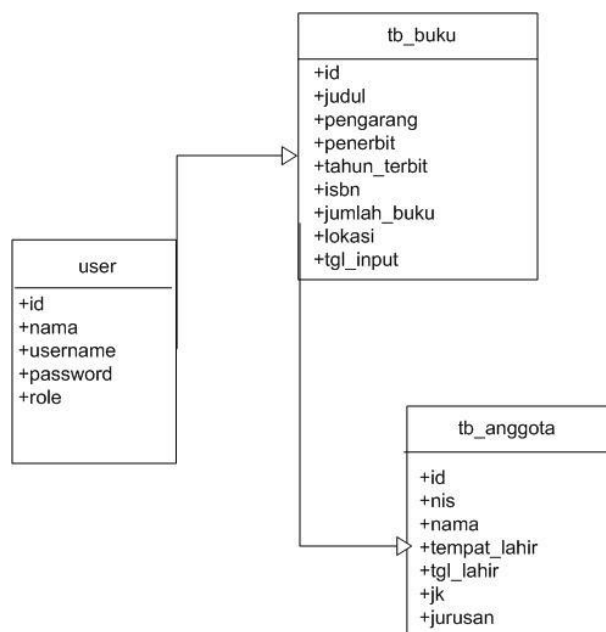 tb_buku
+id
+judul
+pengarang
+penerbit
+tahun_terbit
+isbn
+jumlah_buku
+lokasi
+tgl_input
user
+id
+nama
+username
+password
+role
tb_anggota
+id
+nis
+nama
+tempat_lahir
+tgl_lahir
+jk
+jurusan